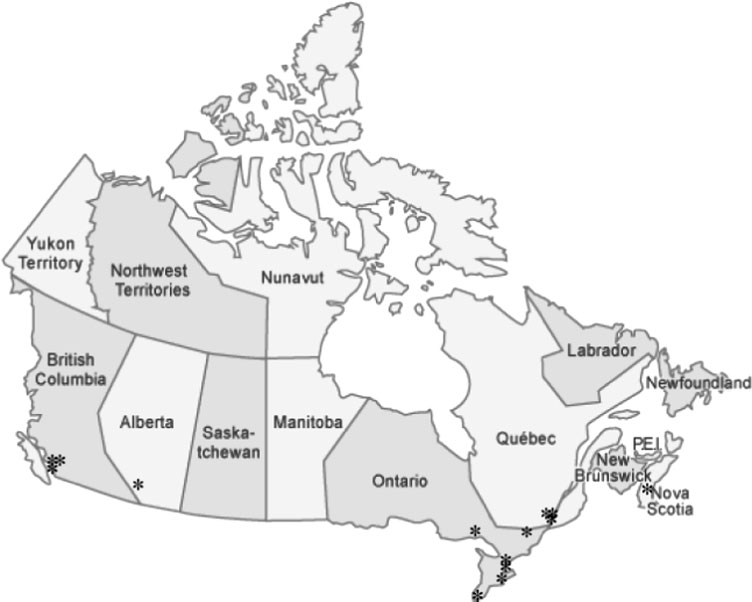 Yukon
Territory
Northwest
Territories
Nunavut
British
Columbia
Alberta
Saska-
tchewan
Manitoba
Ontario
Québec
Labrador
Newfoundland
P.E.I.
New
Brunswick
Nova
Scotia